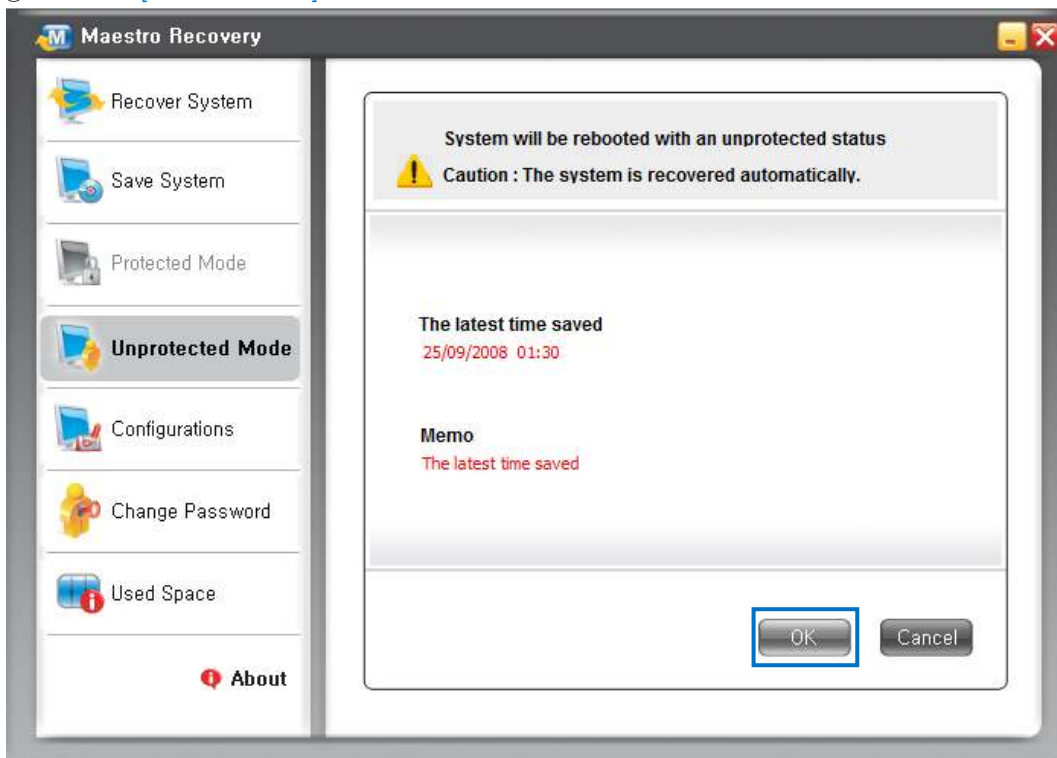 Maestro Recovery
Recover System
Save System
Protected Mode
Unprotected Mode
Configurations
Change Password
Used Space
About
System will be rebooted with an unprotected status
Caution : The system is recovered automatically.
The latest time saved
25/09/2008 01:30
Memo
The latest time saved
OK
Cancel